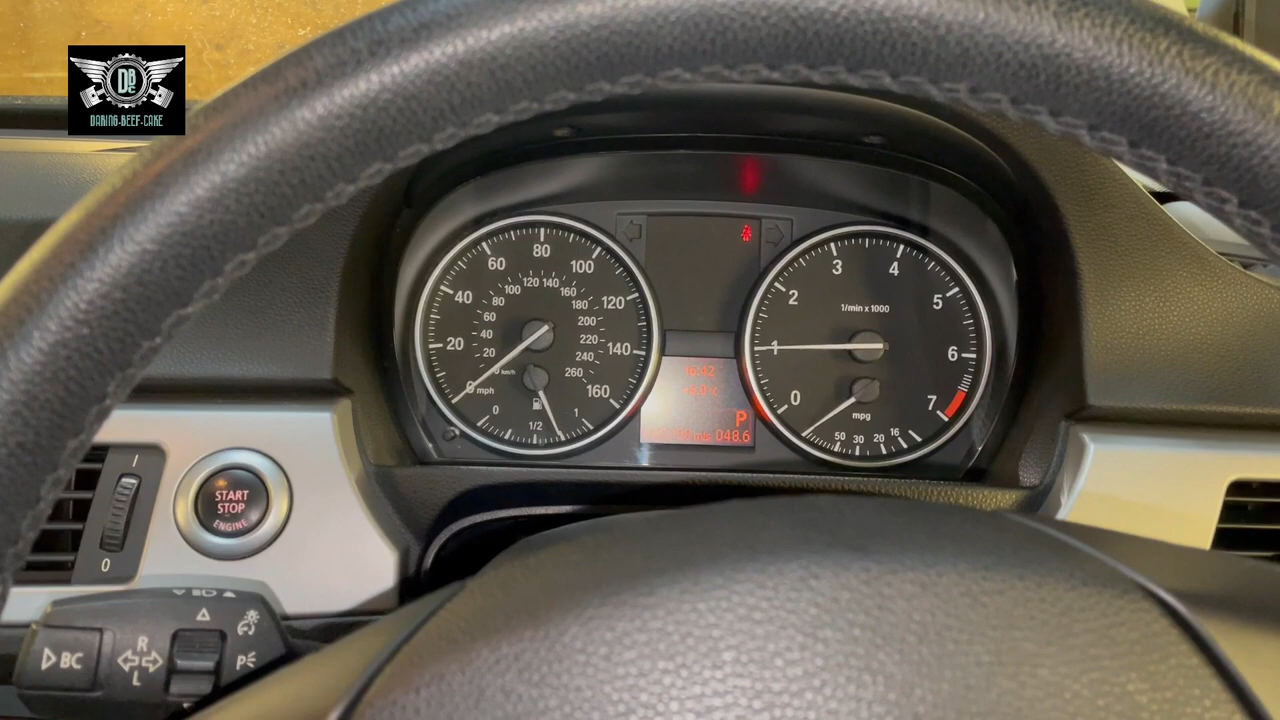 DBC
DARING-BEEF-CAKE
0 20 40 60 80 100 120 140 160
mph
0 20 40 60 80 100 120 140 160 180 200 220 240 260
km/h
0 1/2 1
0 1 2 3 4 5 6 7
1/min x 1000
mpg
50 30 20 16
P
048.6
START
STOP
ENGINE
I
0
BC
R
L
P